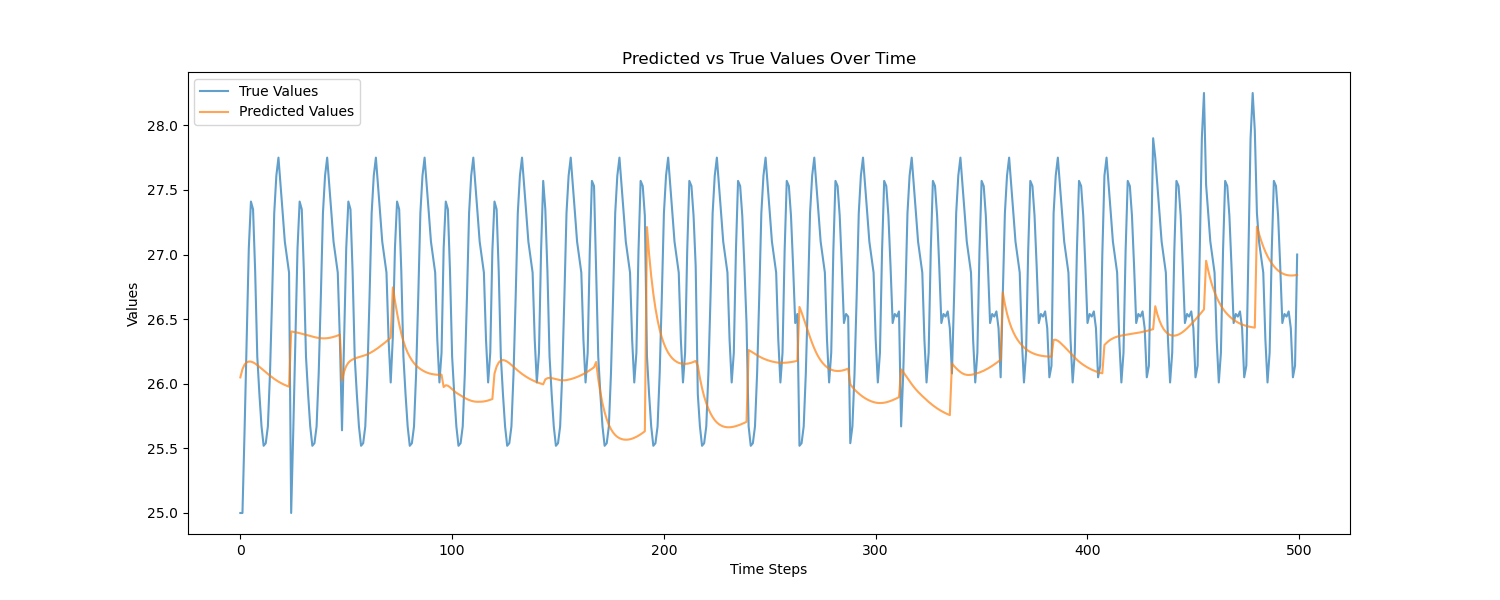 Predicted vs True Values Over Time
True Values
Predicted Values
28.0
27.5
27.0
26.5
26.0
25.5
25.0
Values
0 100 200 300 400 500
Time Steps